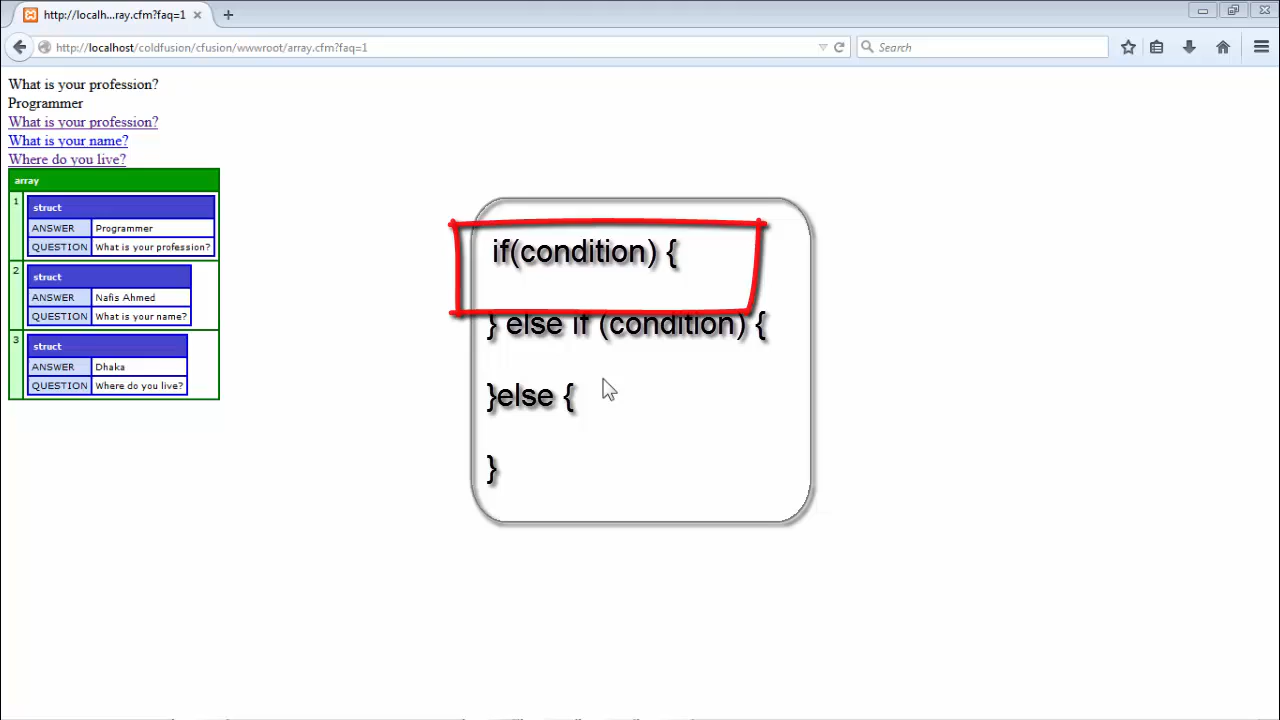 http://localh...ray.cfm?faq=1
http://localhost/coldfusion/cfusion/wwwroot/array.cfm?faq=1
Search
What is your profession?
Programmer
What is your profession?
What is your name?
Where do you live?
array
1
struct
ANSWER Programmer
QUESTION What is your profession?
2
struct
ANSWER Nafis Ahmed
QUESTION What is your name?
3
struct
ANSWER Dhaka
QUESTION Where do you live?
if(condition) {
} else if (condition) {
}else {
}